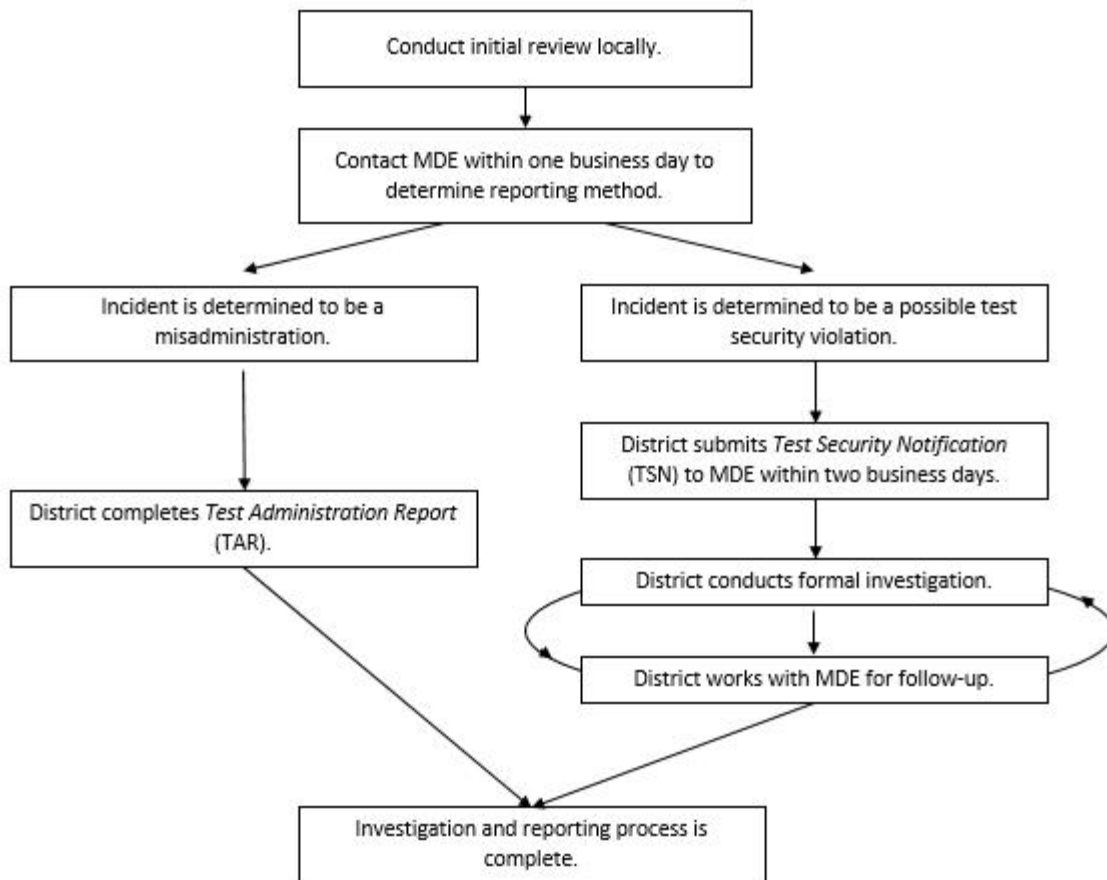 Conduct initial review locally.
Contact MDE within one business day to
determine reporting method.
Incident is determined to be a
misadministration.
Incident is determined to be a possible test
security violation.
District submits Test Security Notification
(TSN) to MDE within two business days.
District completes Test Administration Report
(TAR).
District conducts formal investigation.
District works with MDE for follow-up.
Investigation and reporting process is
complete.